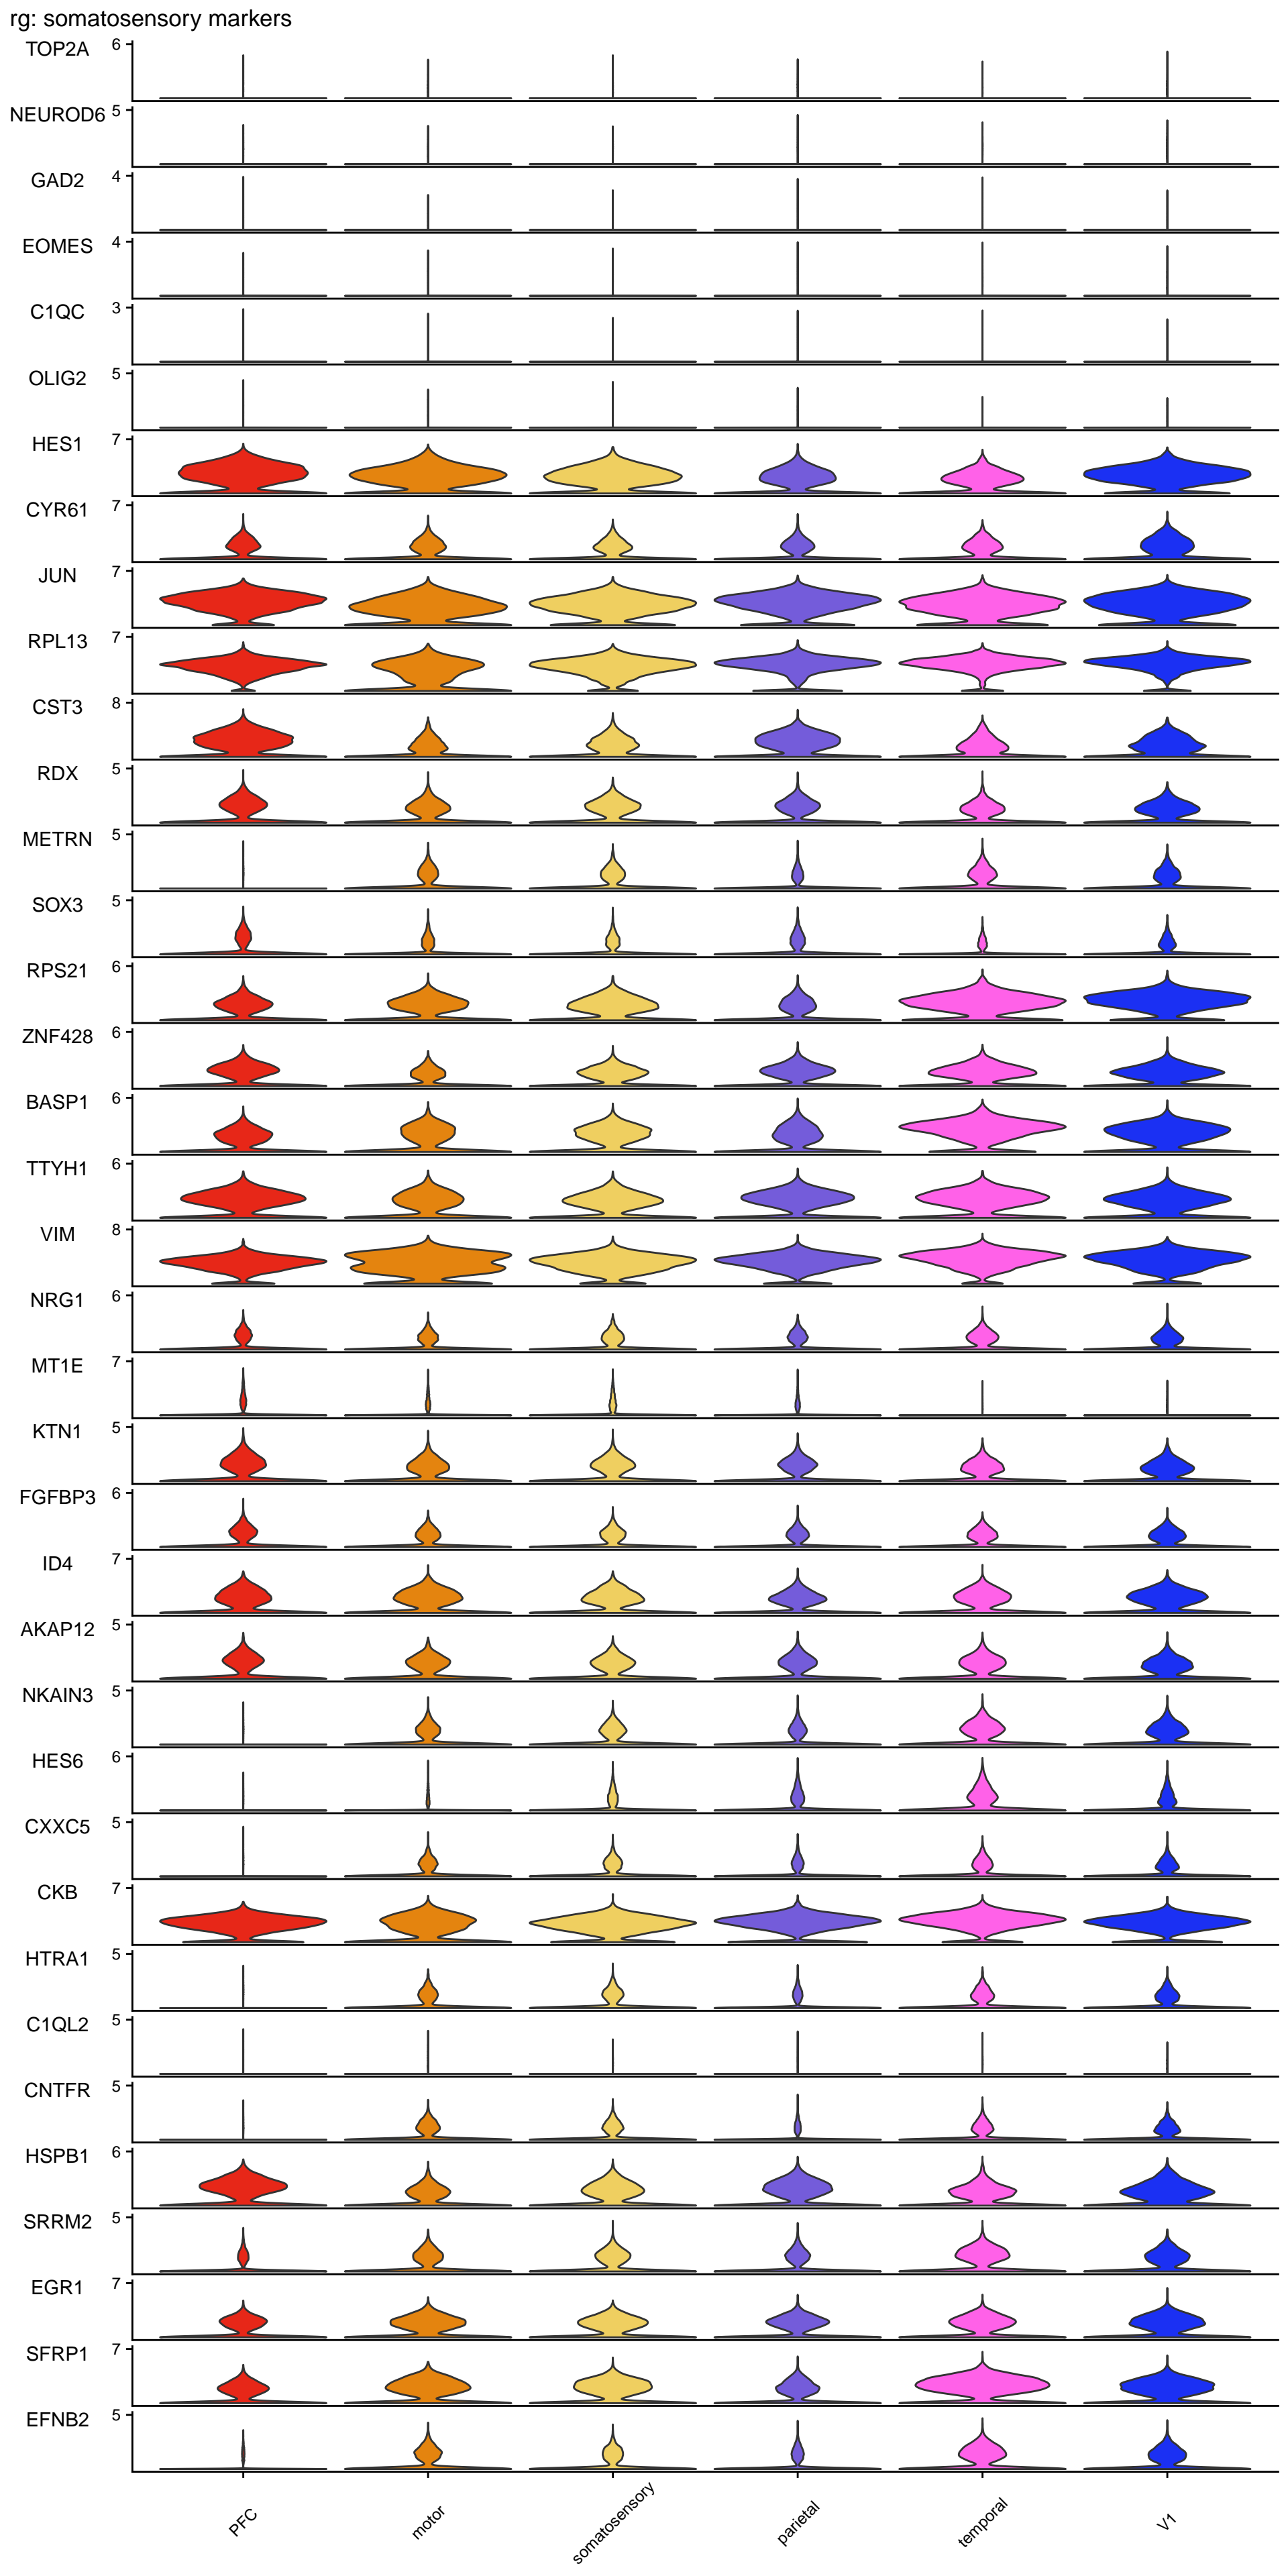 rg: somatosensory markers
TOP2A 6
NEUROD6 5
GAD2 4
EOMES 4
C1QC 3
OLIG2 5
HES1 7
CYR61 7
JUN 7
RPL13 7
CST3 8
RDX 5
METRN 5
SOX3 5
RPS21 6
ZNF428 6
BASP1 6
TTYH1 6
VIM 8
NRG1 6
MT1E 7
KTN1 5
FGFBP3 6
ID4 7
AKAP12 5
NKAIN3 5
HES6 6
CXXC5 5
CKB 7
HTRA1 5
C1QL2 5
CNTFR 5
HSPB1 6
SRRM2 5
EGR1 7
SFRP1 7
EFNB2 5
PFC motor somatosensory parietal temporal V1